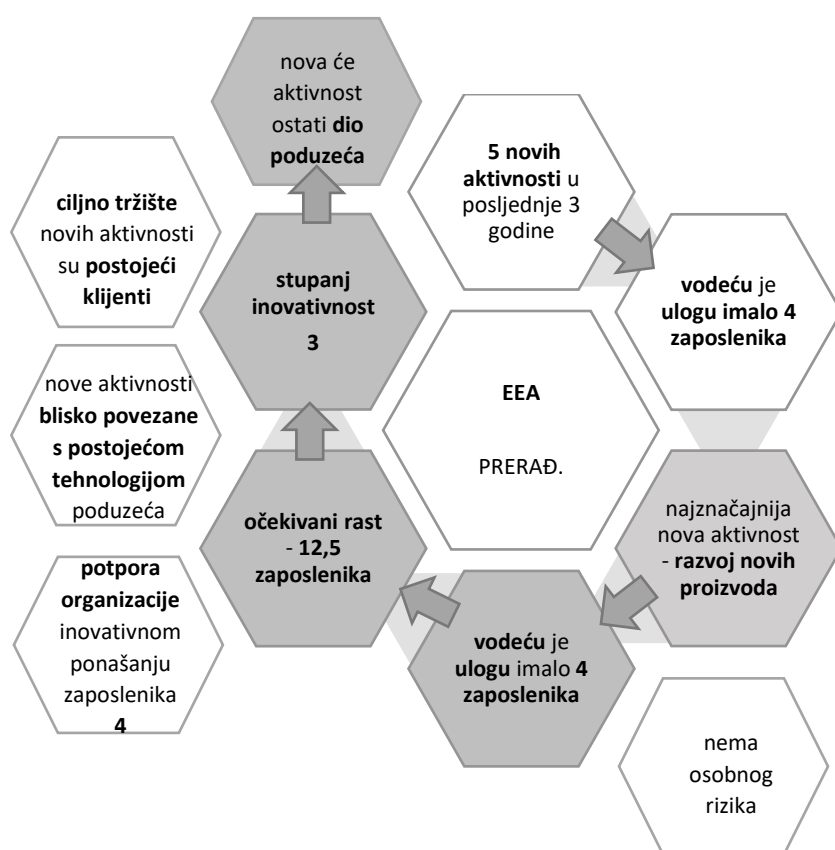 nova će
aktivnost
ostati dio
poduzeća
5 novih
aktivnosti u
posljednje 3
godine
ciljno tržište
novih aktivnosti
su postojeći
klijenti
stupanj
inovativnost
3
vodeću je
ulogu imalo 4
zaposlenika
EEA
PRERAĐ.
nove aktivnosti
blisko povezane
s postojećom
tehnologijom
poduzeća
očekivani rast
- 12,5
zaposlenika
najznačajnija
nova aktivnost
- razvoj novih
proizvoda
potpora
organizacije
inovativnom
ponašanju
zaposlenika
4
vodeću je
ulogu imalo 4
zaposlenika
nema
osobnog
rizika